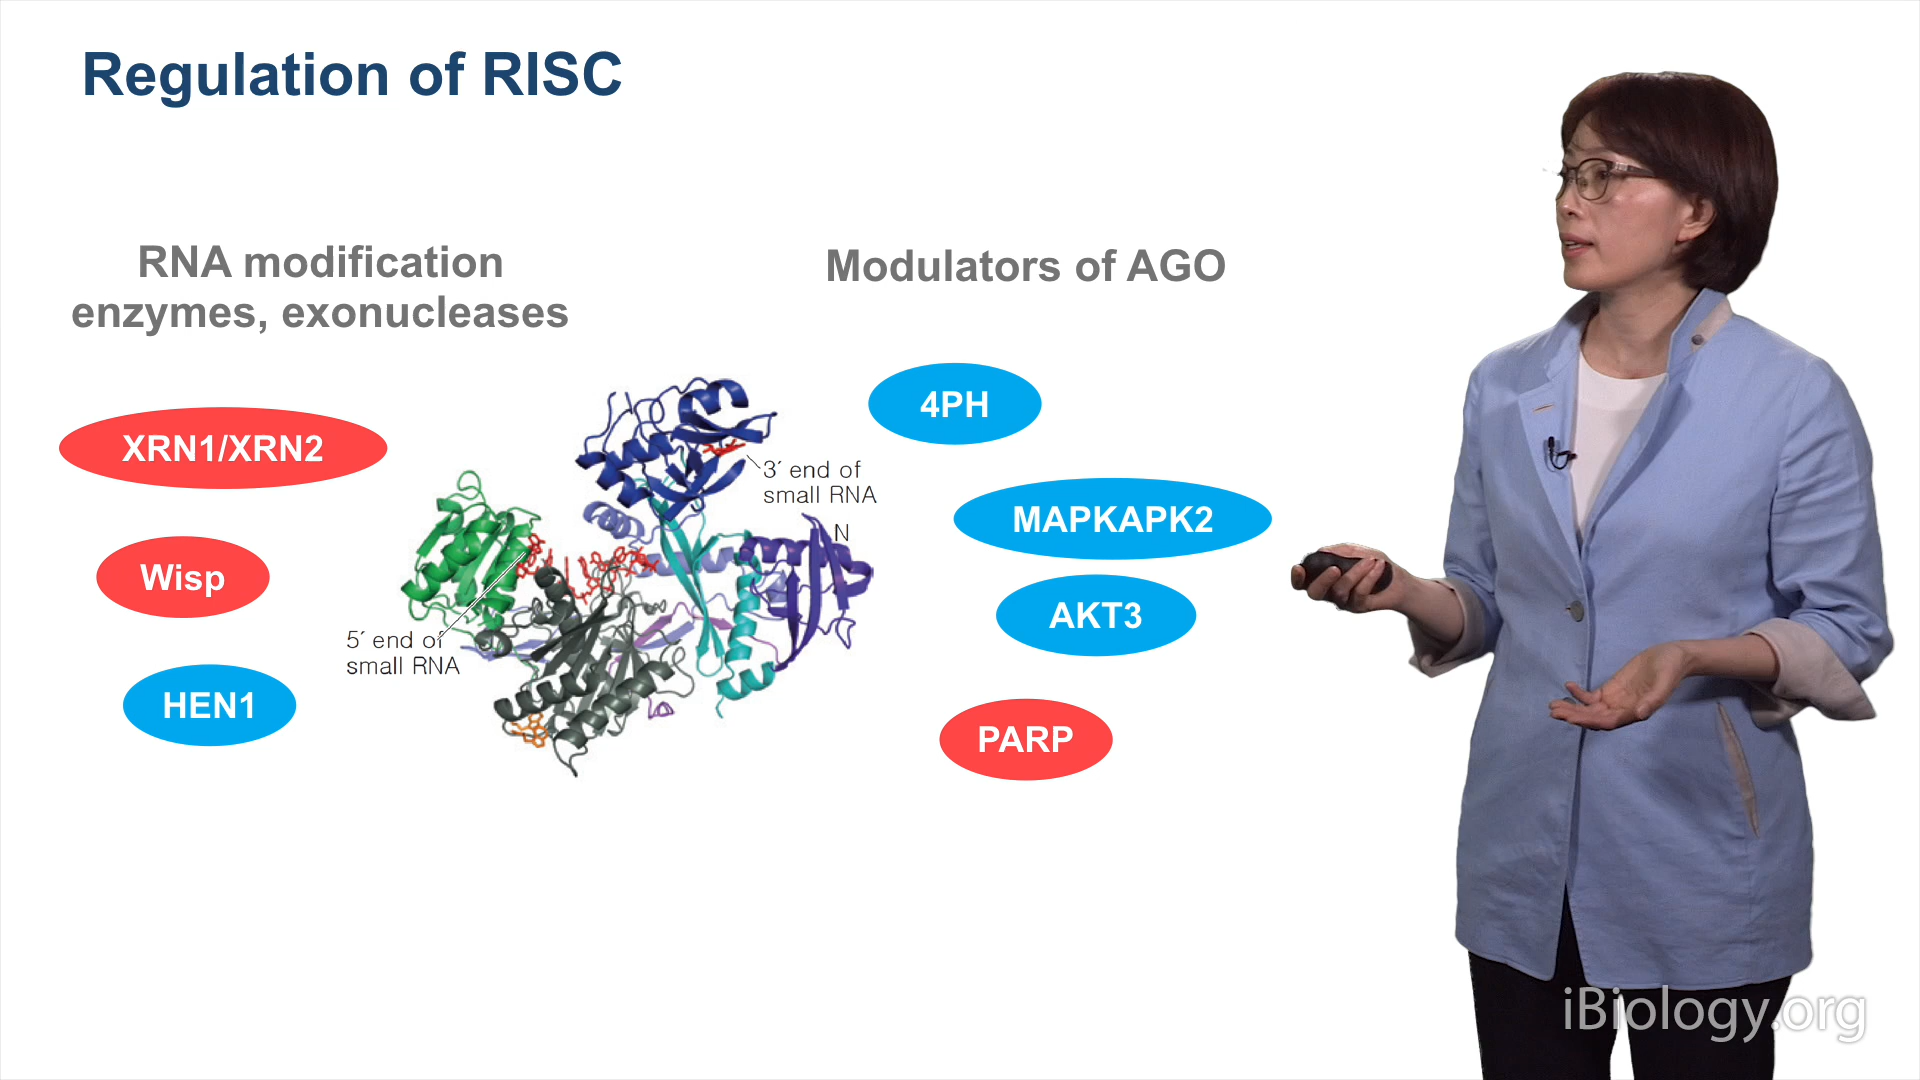 Regulation of RISC
RNA modification
enzymes, exonucleases
Modulators of AGO
XRN1/XRN2
Wisp
HEN1
5´ end of
small RNA
3´ end of
small RNA
N
4PH
MAPKAPK2
AKT3
PARP
iBiology.org